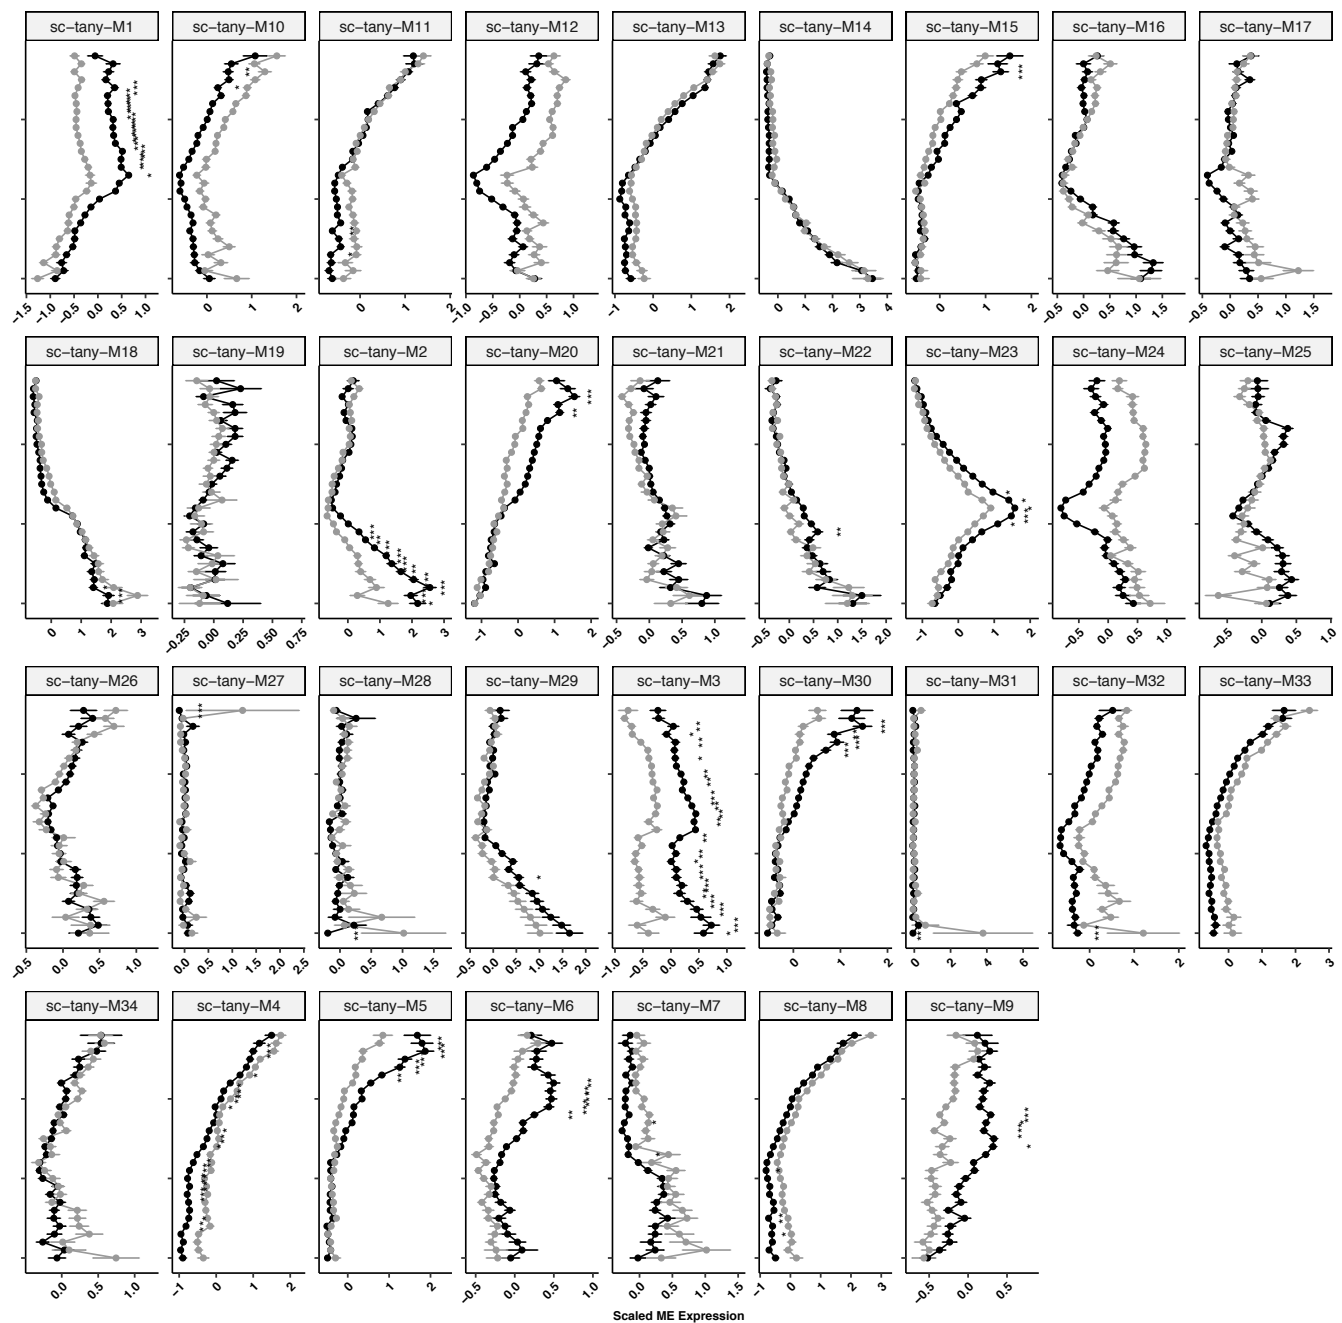 sc−tany−M1 sc−tany−M10 sc−tany−M11 sc−tany−M12 sc−tany−M13 sc−tany−M14 sc−tany−M15 sc−tany−M16 sc−tany−M17
−1.5 −1.0 −0.5 0.0 0.5 1.0 −1 0 1 2 0 1 2 −1.0 −0.5 0.0 0.5 1.0 −1 0 1 2 0 1 2 3 4 0 1 2 −0.5 0.0 0.5 1.0 1.5 −0.5 0.0 0.5 1.0 1.5
sc−tany−M18 sc−tany−M19 sc−tany−M2 sc−tany−M20 sc−tany−M21 sc−tany−M22 sc−tany−M23 sc−tany−M24 sc−tany−M25
0 1 2 3 −0.25 0.00 0.25 0.50 0.75 0 1 2 3 −1 0 1 2 −0.5 0.0 0.5 1.0 −0.5 0.0 0.5 1.0 1.5 2.0 −1 0 1 2 −0.5 0.0 0.5 1.0 −0.5 0.0 0.5 1.0
sc−tany−M26 sc−tany−M27 sc−tany−M28 sc−tany−M29 sc−tany−M3 sc−tany−M30 sc−tany−M31 sc−tany−M32 sc−tany−M33
−0.5 0.0 0.5 1.0 0.0 0.5 1.0 1.5 2.0 2.5 0.0 0.5 1.0 1.5 −0.5 0.0 0.5 1.0 1.5 2.0 −1.0 −0.5 0.0 0.5 1.0 0 1 2 0 2 4 6 0 1 2 0 1 2 3
sc−tany−M34 sc−tany−M4 sc−tany−M5 sc−tany−M6 sc−tany−M7 sc−tany−M8 sc−tany−M9
0.0 0.5 1.0 −1 0 1 2 0 1 2 −0.5 0.0 0.5 1.0 0.0 0.5 1.0 1.5 −1 0 1 2 3 −0.5 0.0 0.5
Scaled ME Expression